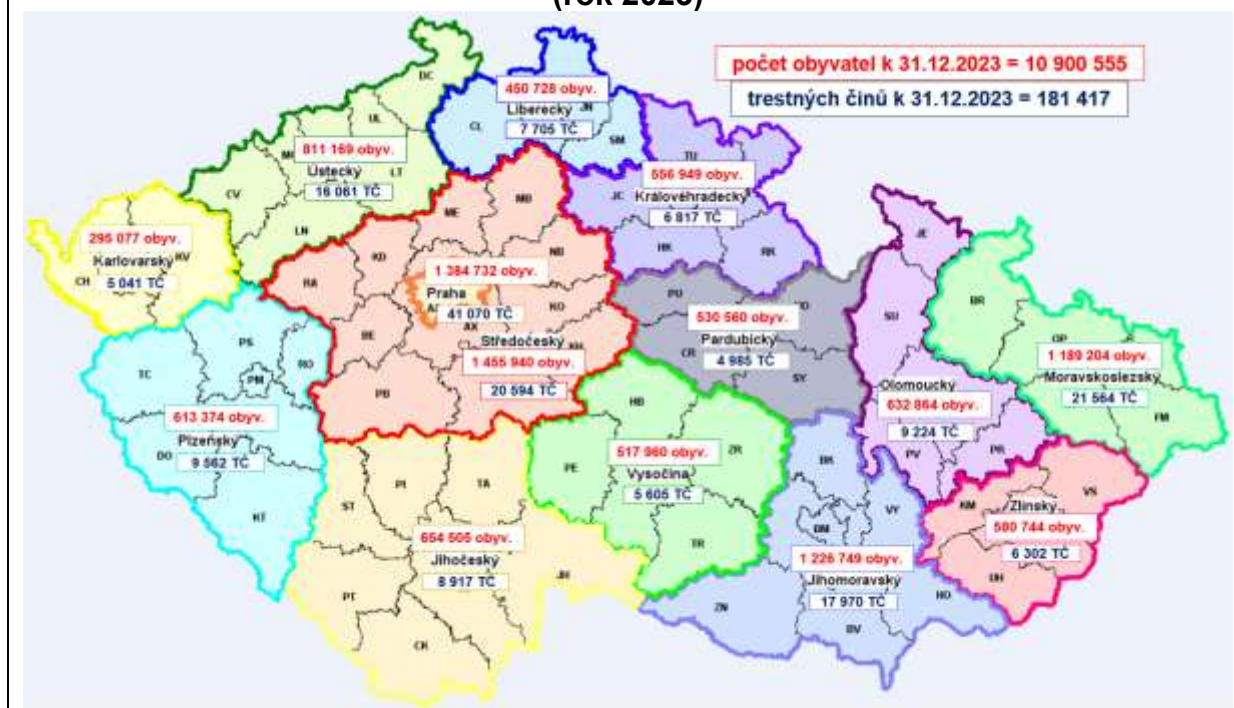 (rok 2023)
počet obyvatel k 31.12.2023 = 10 900 555
trestných činů k 31.12.2023 = 181 417
DC
UL
LT
CV
LN
811 169 obyv.
Ústecký
16 061 TČ
450 728 obyv.
Liberecký
7 705 TČ
CL
JN
SM
TU
556 949 obyv.
JC
Královéhradecký
6 817 TČ
HK
RK
295 077 obyv.
Karlovarský
5 041 TČ
CH
KV
ME
MB
KD
NB
RA
1 384 732 obyv.
Praha
41 070 TČ
AX
KO
BE
Středočeský
1 455 940 obyv.
20 594 TČ
PB
PU
530 560 obyv.
Pardubický
4 985 TČ
CR
SY
JE
SU
Olomoucký
632 864 obyv.
9 224 TČ
PV
PR
BR
OP
1 189 204 obyv.
Moravskoslezský
21 564 TČ
FM
PS
TC
RO
PM
613 374 obyv.
Plzeňský
DO
9 562 TČ
KT
HB
517 960 obyv.
ZR
PE
Vysočina
5 605 TČ
TR
PI
TA
ST
654 505 obyv.
Jihočeský
8 917 TČ
JH
PT
CK
BK
BM
VY
1 226 749 obyv.
Jihomoravský
17 970 TČ
ZN
HO
BV
KM
VS
Zlínský
580 744 obyv.
6 302 TČ
UH